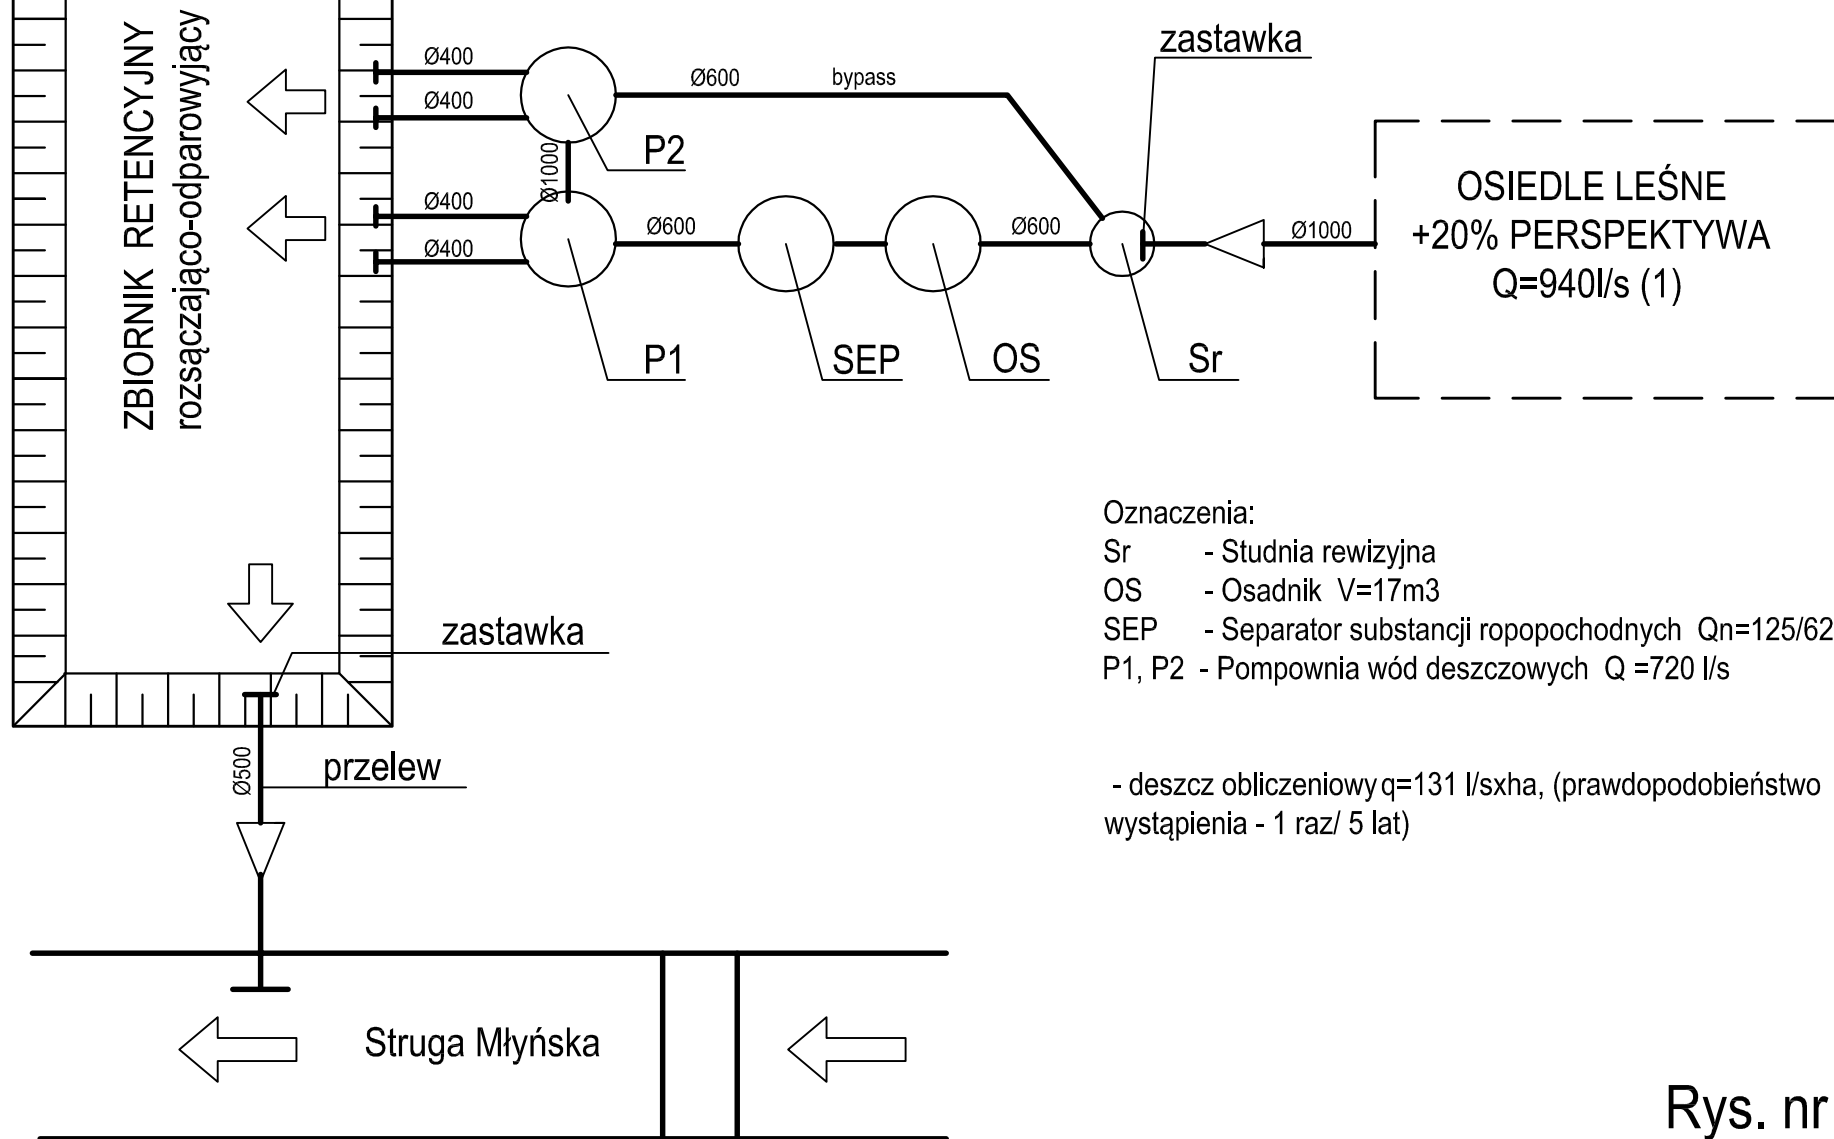 ZBIORNIK RETENCYJNY
rozsączająco-odparowyjący
Ø400
Ø400
Ø400
Ø400
Ø1000
P2
P1
Ø600
bypass
Ø600
SEP
OS
Ø600
Sr
zastawka
Ø1000
OSIEDLE LEŚNE
+20% PERSPEKTYWA
Q=940l/s (1)
Oznaczenia:
Sr - Studnia rewizyjna
OS - Osadnik V=17m3
SEP - Separator substancji ropopochodnych Qn=125/62
P1, P2 - Pompownia wód deszczowych Q =720 l/s
- deszcz obliczeniowy q=131 l/sxha, (prawdopodobieństwo
wystąpienia - 1 raz/ 5 lat)
zastawka
Ø500
przelew
Struga Młyńska
Rys. nr